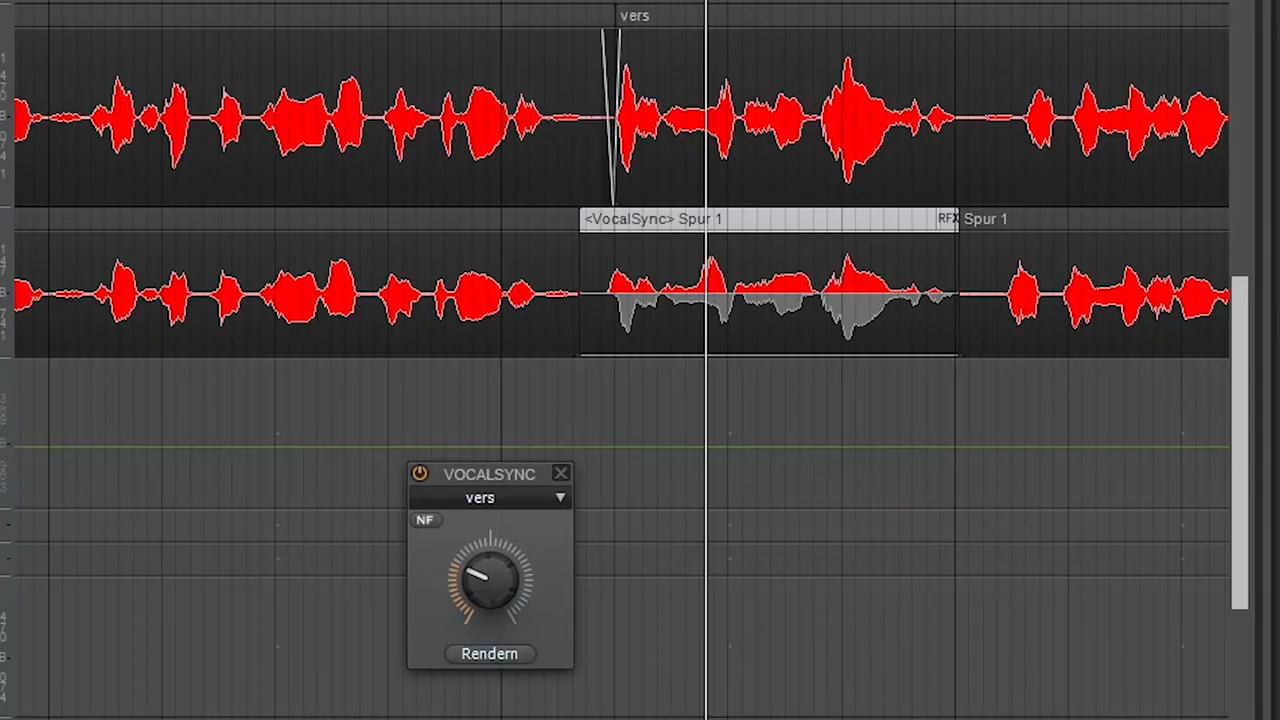 vers
<VocalSync> Spur 1
RFX
Spur 1
VOCALSYNC
vers
NF
Rendern